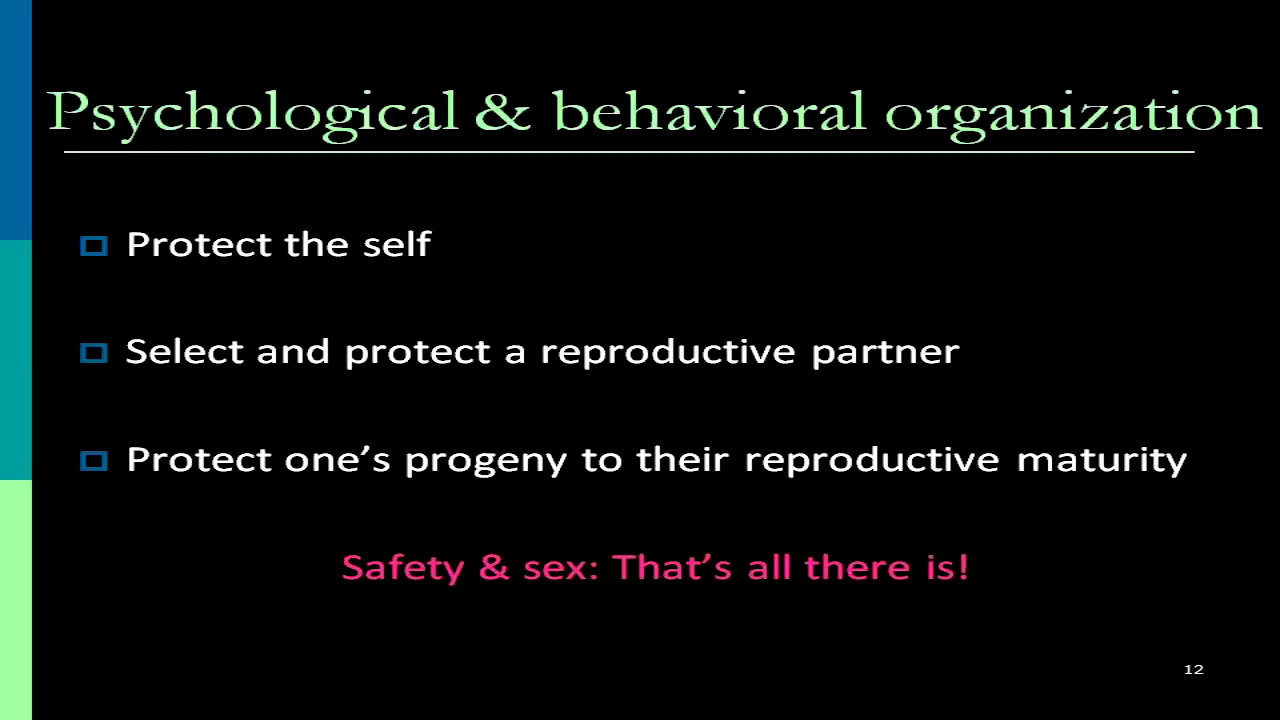 Psychological & behavioral organization
Protect the self
Select and protect a reproductive partner
Protect one’s progeny to their reproductive maturity
Safety & sex: That’s all there is!
12